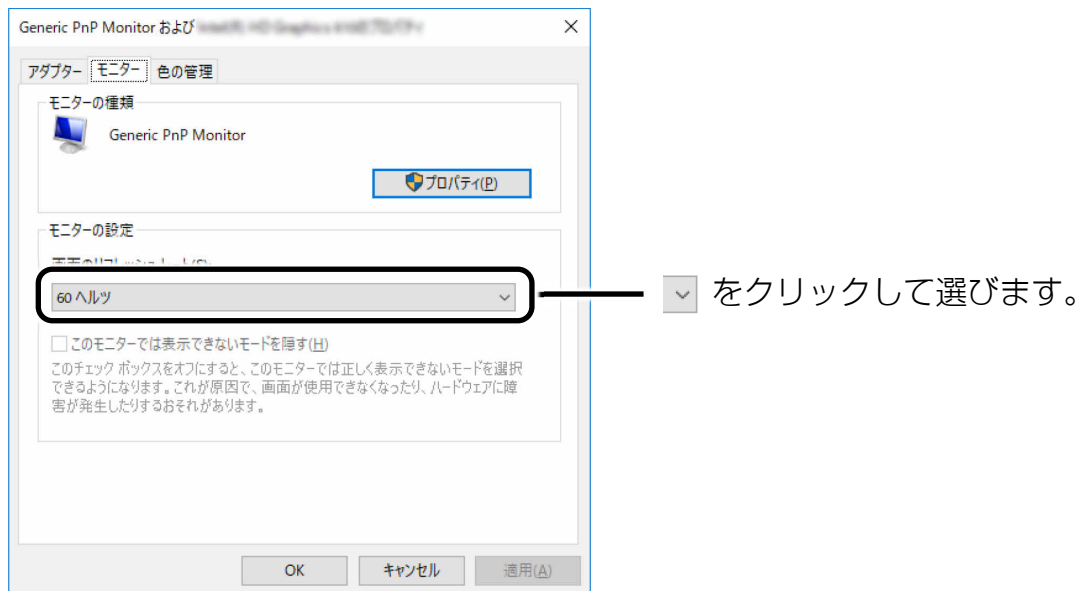 Generic PnP Monitor および
アダプター モニター 色の管理
モニターの種類
Generic PnP Monitor
プロパティ(P)
モニターの設定
60 ヘルツ
をクリックして選びます。
このモニターでは表示できないモードを隠す(H)
このチェック ボックスをオフにすると、このモニターでは正しく表示できないモードを選択
できるようになります。これが原因で、画面が使用できなくなったり、ハードウェアに障
害が発生したりするおそれがあります。
OK キャンセル 適用(A)